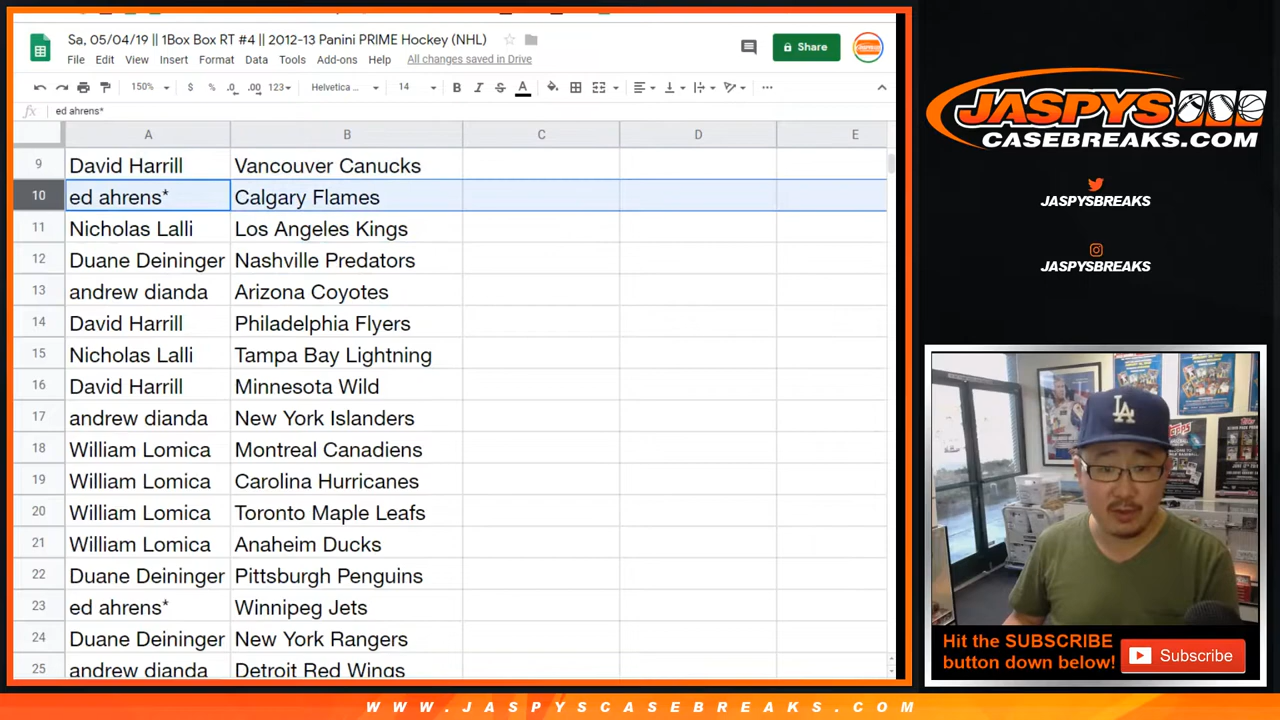 Sa, 05/04/19 || 1Box Box RT #4 || 2012-13 Panini PRIME Hockey (NHL)
Share
File Edit View Insert Format Data Tools Add-ons Help All changes saved in Drive
150% $ % .0 .00 123 Helvetica ... 14 B I S A
fx ed ahrens*
A B C D E
9 David Harrill Vancouver Canucks
10 ed ahrens* Calgary Flames
11 Nicholas Lalli Los Angeles Kings
12 Duane Deininger Nashville Predators
13 andrew dianda Arizona Coyotes
14 David Harrill Philadelphia Flyers
15 Nicholas Lalli Tampa Bay Lightning
16 David Harrill Minnesota Wild
17 andrew dianda New York Islanders
18 William Lomica Montreal Canadiens
19 William Lomica Carolina Hurricanes
20 William Lomica Toronto Maple Leafs
21 William Lomica Anaheim Ducks
22 Duane Deininger Pittsburgh Penguins
23 ed ahrens* Winnipeg Jets
24 Duane Deininger New York Rangers
25 andrew dianda Detroit Red Wings
JASPYS
CASEBREAKS.COM
JASPYSBREAKS
JASPYSBREAKS
LA
Topps
Hit the SUBSCRIBE
button down below!
Subscribe
WWW.JASPYSCASEBREAKS.COM